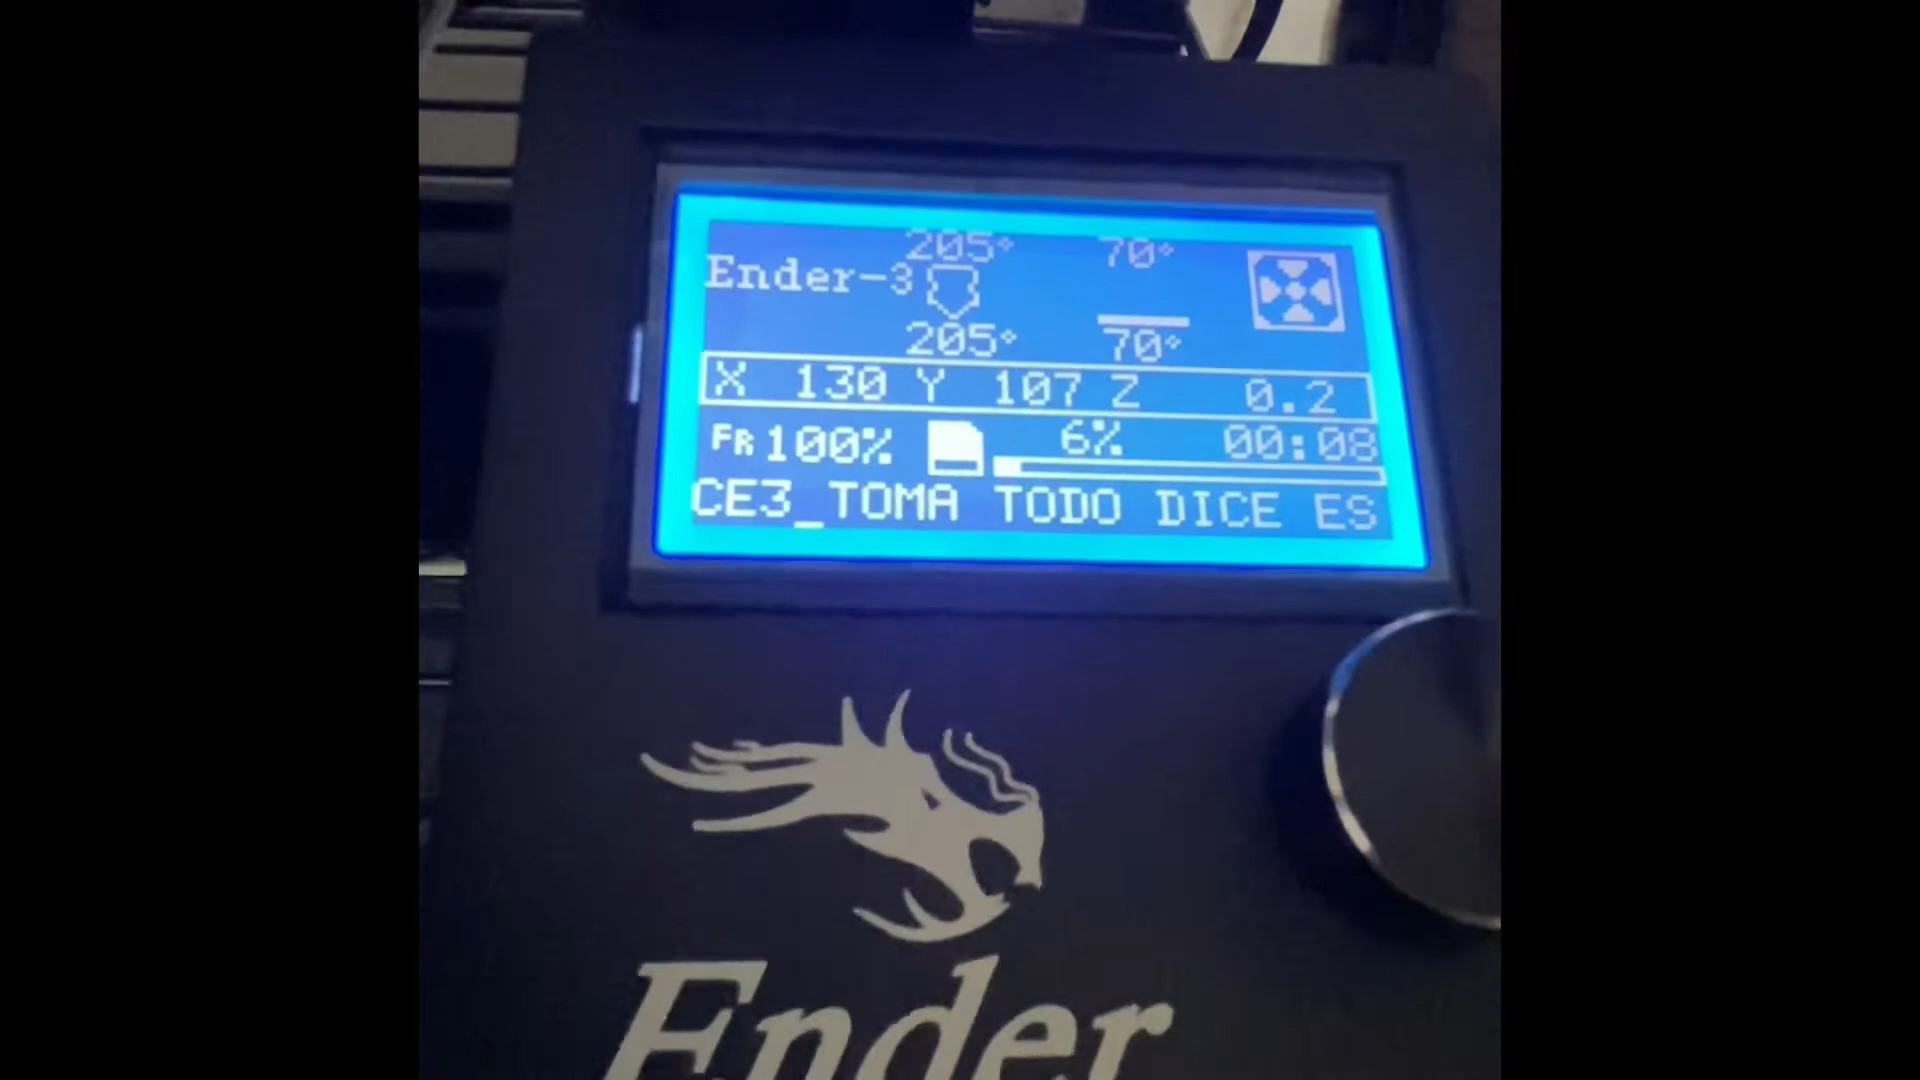 205° 70°
Ender-3
205° 70°
X 130 Y 107 Z 0.2
FR 100% 6% 00:08
CE3_TOMA TODO DICE ES
Ender